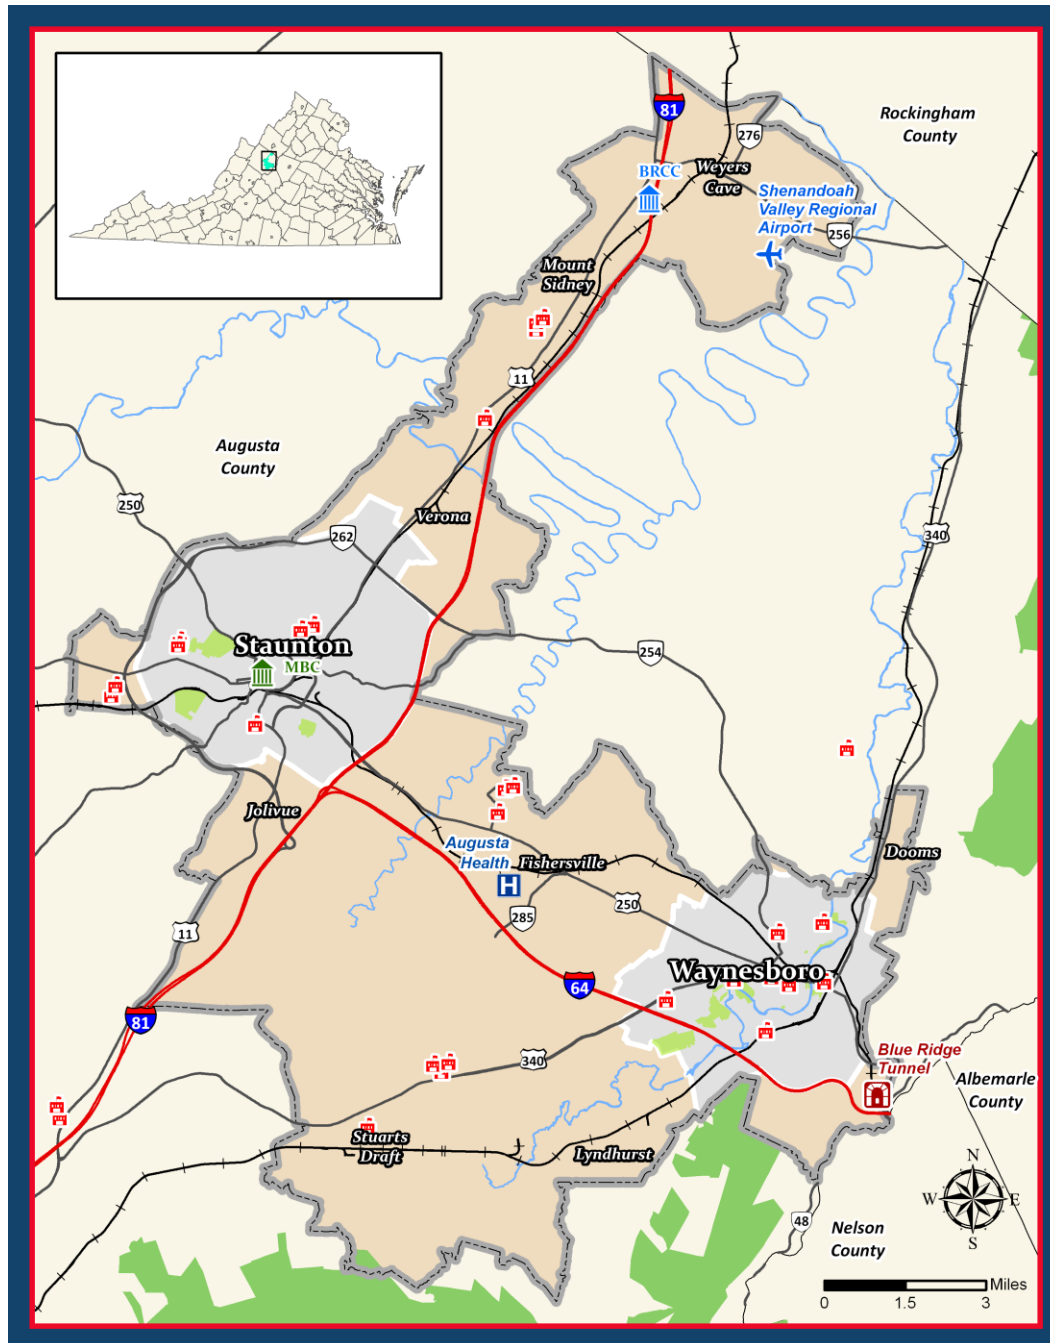 Rockingham
County
81
276
BRCC
Weyers
Cave
Shenandoah
Valley Regional
Airport
256
Mount
Sidney
11
Augusta
County
250
Verona
262
340
Staunton
MBC
254
Jolivue
Augusta
Health
Fishersville
H
Dooms
285
250
11
Waynesboro
64
81
340
Blue Ridge
Tunnel
Albemarle
County
Stuarts
Draft
Lyndhurst
N
W
E
S
48
Nelson
County
Miles
0
1.5
3